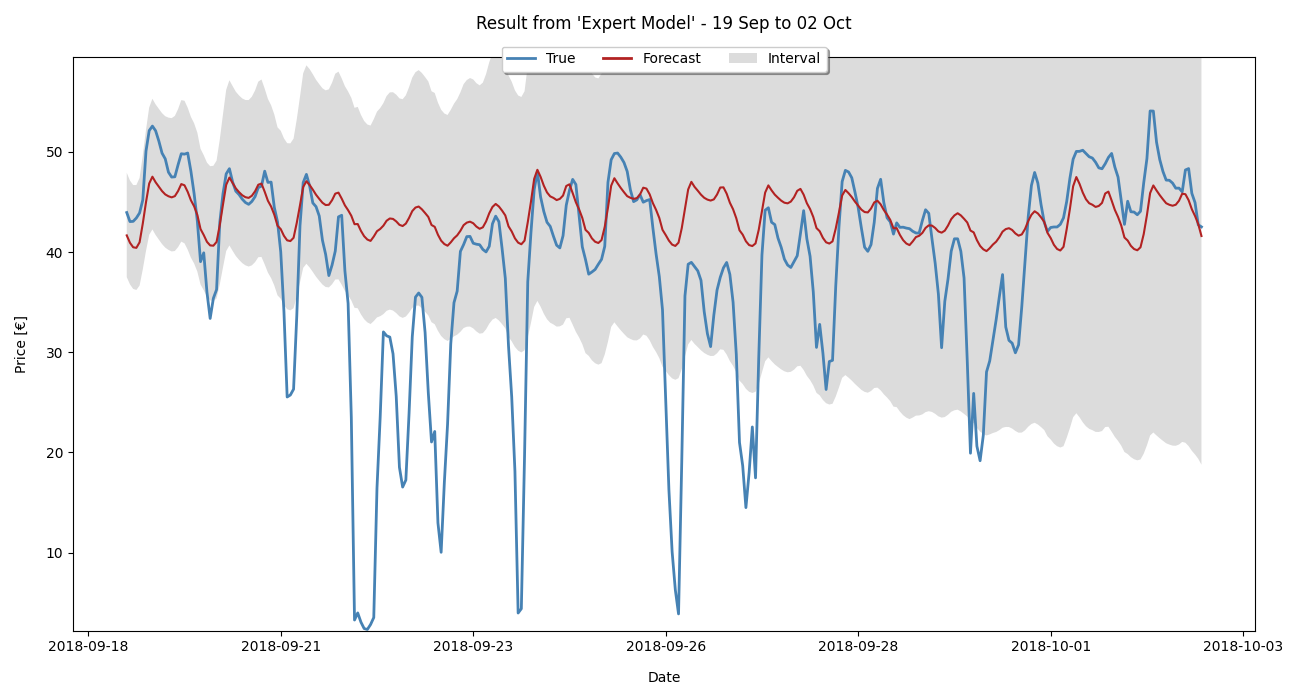 Result from 'Expert Model' - 19 Sep to 02 Oct
True Forecast Interval
Price [€]
50
40
30
20
10
2018-09-18 2018-09-21 2018-09-23 2018-09-26 2018-09-28 2018-10-01 2018-10-03
Date